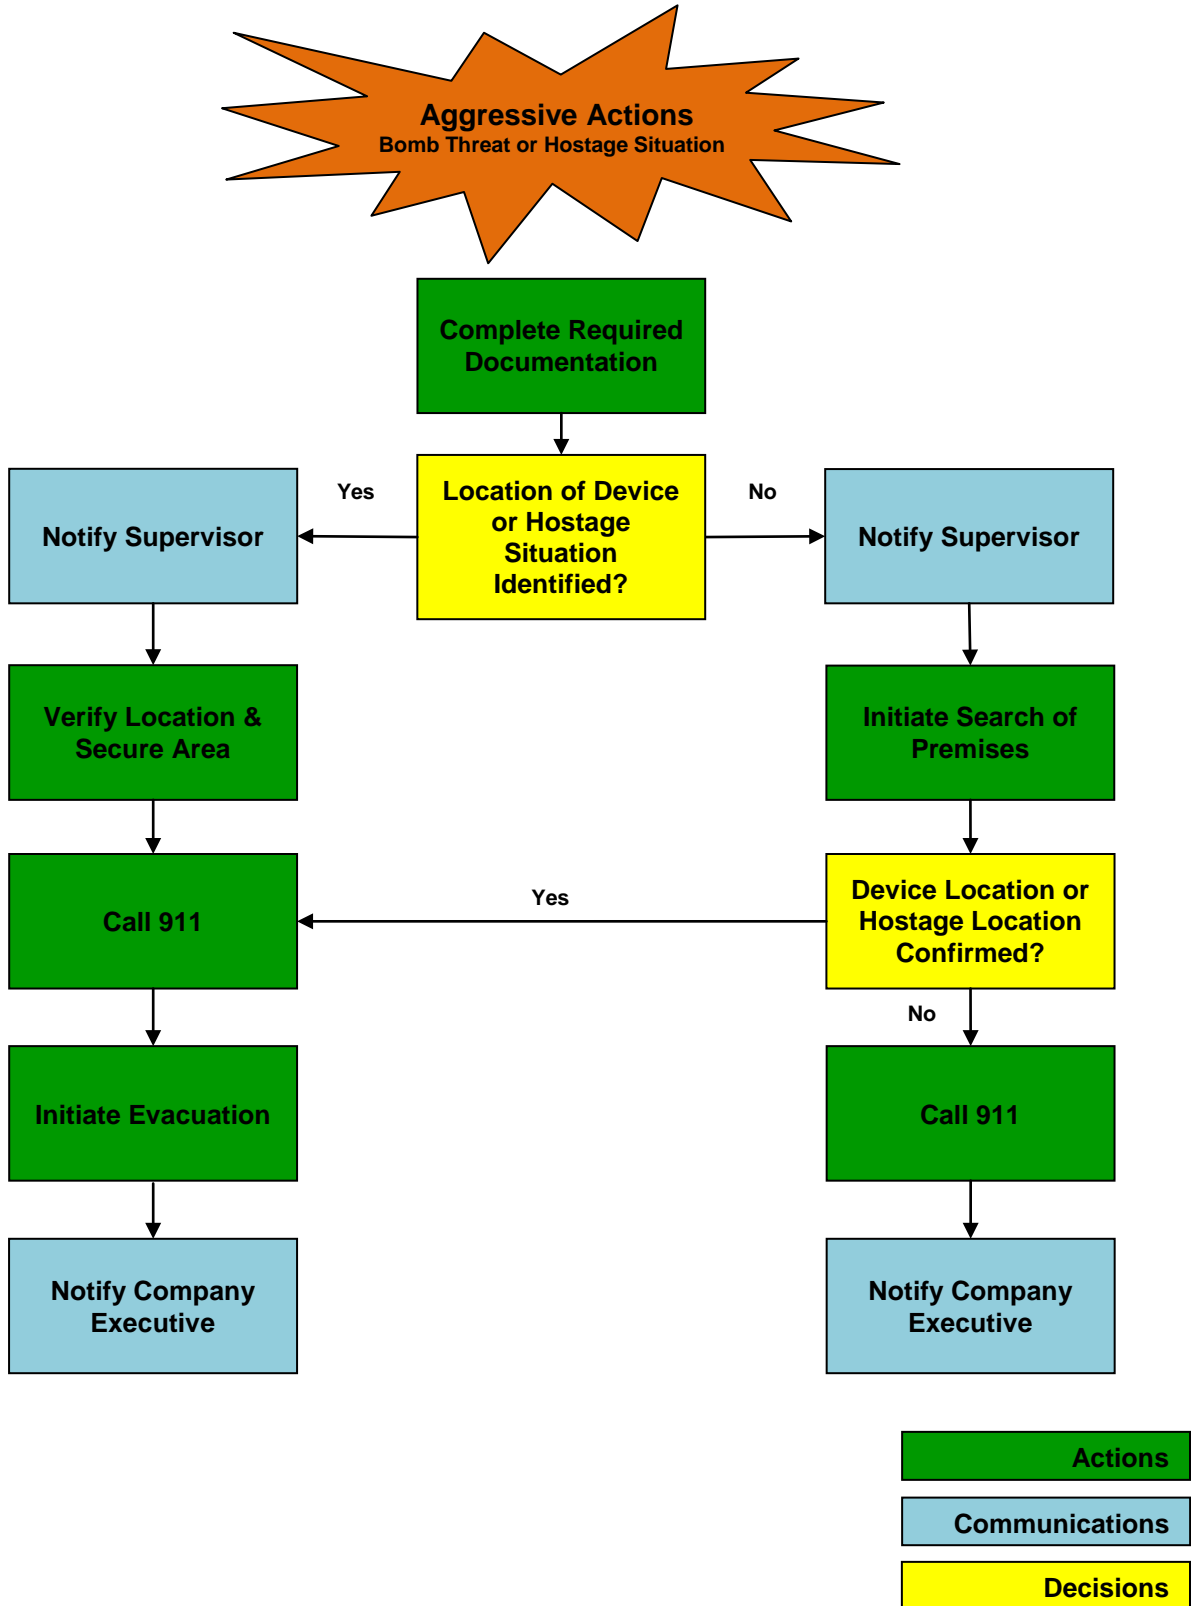 Aggressive Actions
Bomb Threat or Hostage Situation
Complete Required
Documentation
Yes
Location of Device
or Hostage
Situation
Identified?
No
Notify Supervisor
Notify Supervisor
Verify Location &
Secure Area
Initiate Search of
Premises
Call 911
Yes
Device Location or
Hostage Location
Confirmed?
No
Initiate Evacuation
Call 911
Notify Company
Executive
Notify Company
Executive
Actions
Communications
Decisions